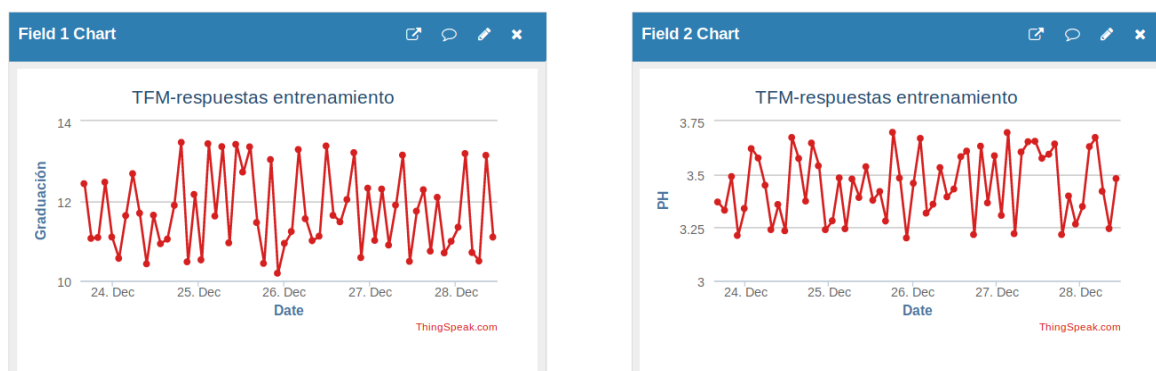 Field 1 Chart
TFM-respuestas entrenamiento
Graduación
14
12
10
24. Dec 25. Dec 26. Dec 27. Dec 28. Dec
Date
ThingSpeak.com
Field 2 Chart
TFM-respuestas entrenamiento
PH
3.75
3.5
3.25
3
24. Dec 25. Dec 26. Dec 27. Dec 28. Dec
Date
ThingSpeak.com